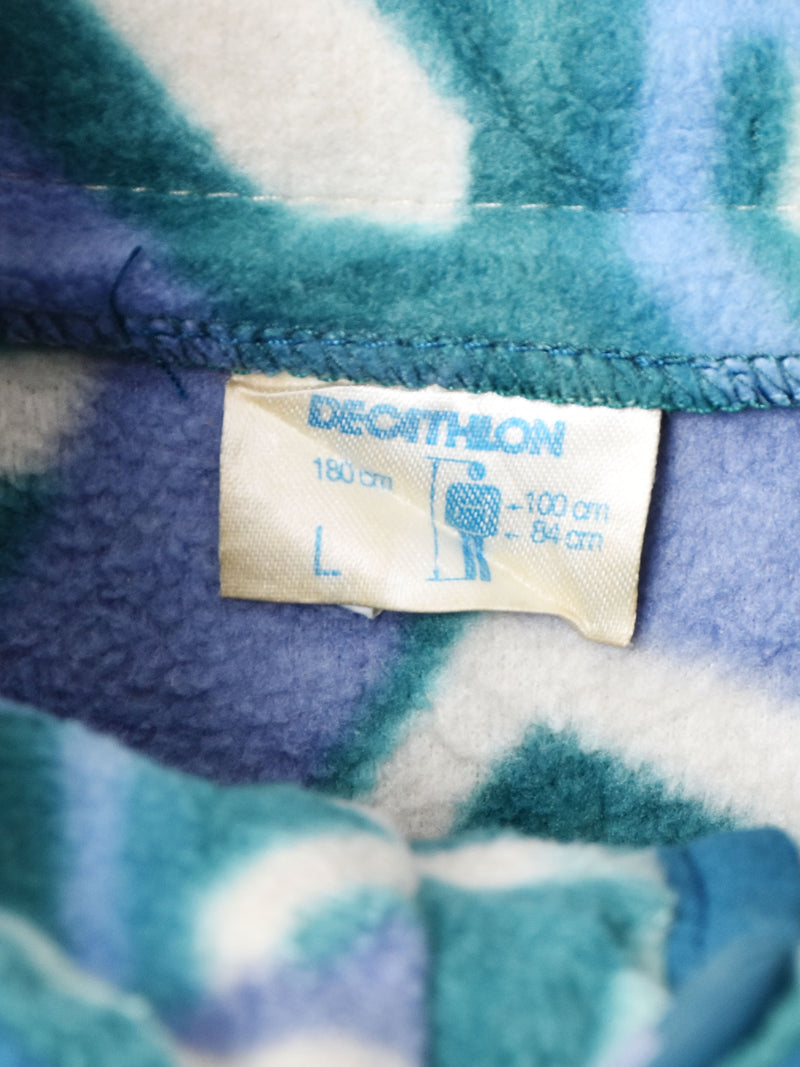 DECATHLON
180 cm
100 cm
84 cm
L